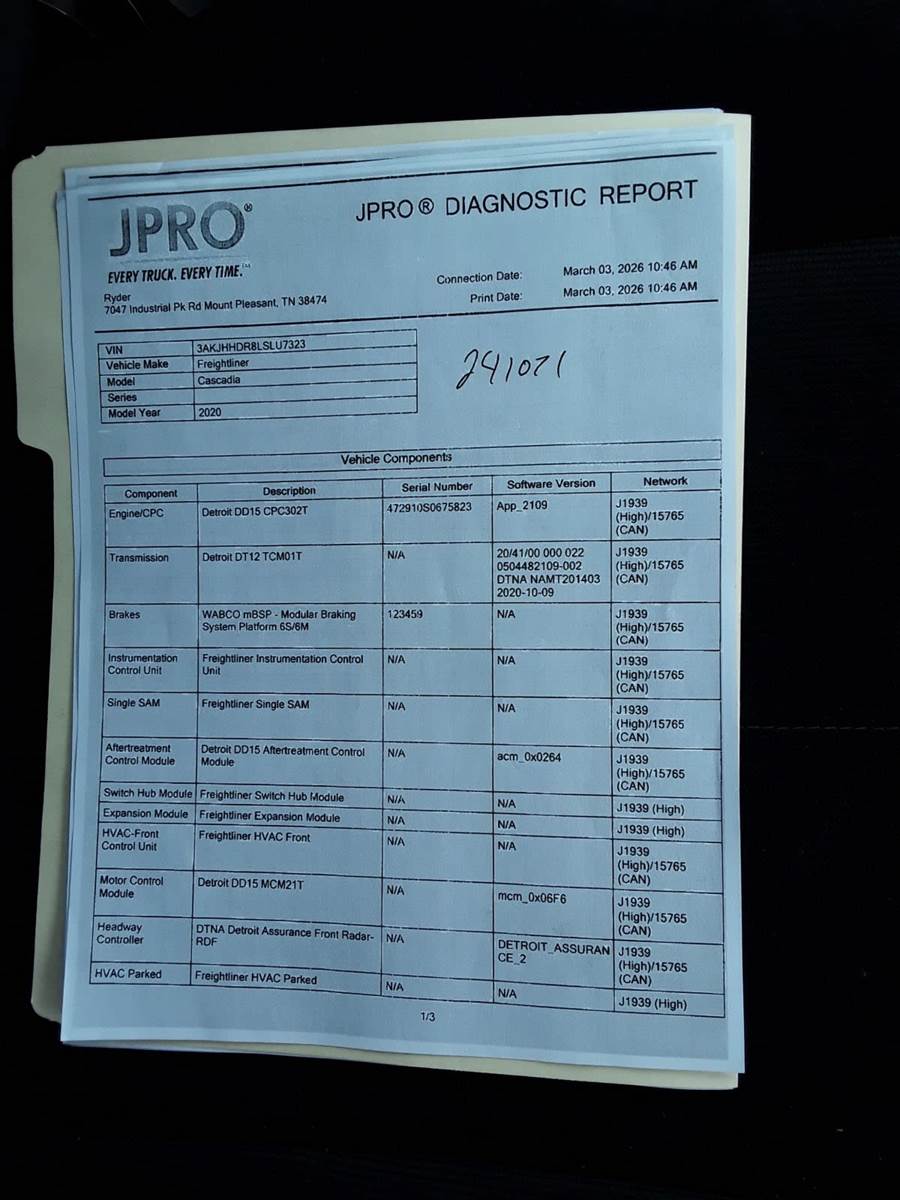 JPRO®
JPRO® DIAGNOSTIC REPORT
EVERY TRUCK. EVERY TIME.℠
Connection Date: March 03, 2026 10:46 AM
Ryder
7047 Industrial Pk Rd Mount Pleasant, TN 38474
Print Date: March 03, 2026 10:46 AM
VIN 3AKJHHDR8LSLU7323
Vehicle Make Freightliner
Model Cascadia
Series
Model Year 2020
241071
Vehicle Components
Component Description Serial Number Software Version Network
Engine/CPC Detroit DD15 CPC302T 472910S0675823 App_2109 J1939
(High)/15765
(CAN)
Transmission Detroit DT12 TCM01T N/A 20/41/00 000 022 J1939
0504482109-002 (High)/15765
DTNA NAMT201403 (CAN)
2020-10-09
Brakes WABCO mBSP - Modular Braking 123459 N/A J1939
System Platform 6S/6M (High)/15765
(CAN)
Instrumentation Freightliner Instrumentation Control N/A N/A J1939
Control Unit Unit (High)/15765
(CAN)
Single SAM Freightliner Single SAM N/A N/A J1939
(High)/15765
(CAN)
Aftertreatment Detroit DD15 Aftertreatment Control N/A acm_0x0264 J1939
Control Module Module (High)/15765
(CAN)
Switch Hub Module Freightliner Switch Hub Module N/A N/A J1939 (High)
Expansion Module Freightliner Expansion Module N/A N/A J1939 (High)
HVAC-Front Freightliner HVAC Front N/A N/A J1939
Control Unit (High)/15765
(CAN)
Motor Control Detroit DD15 MCM21T N/A mcm_0x06F6 J1939
Module (High)/15765
(CAN)
Headway DTNA Detroit Assurance Front Radar- N/A DETROIT_ASSURAN J1939
Controller RDF CE_2 (High)/15765
(CAN)
HVAC Parked Freightliner HVAC Parked N/A N/A J1939 (High)
1/3